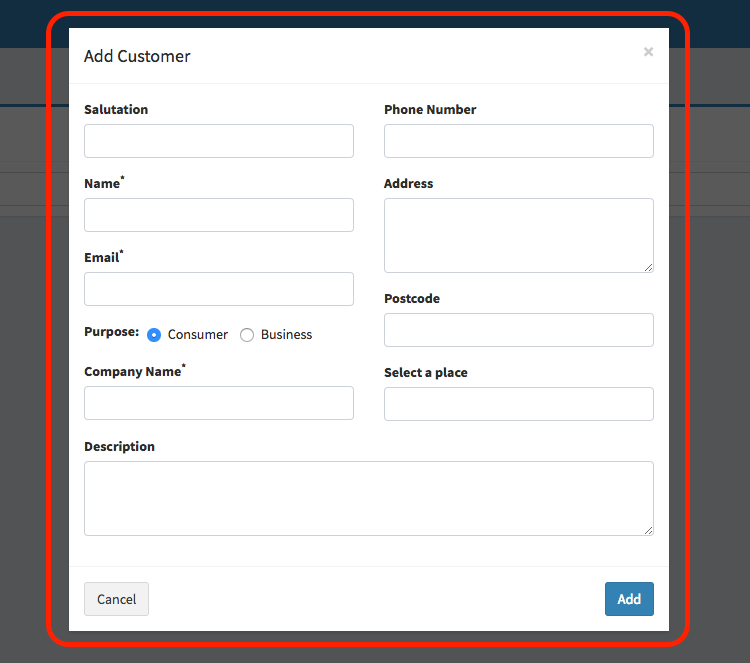 Add Customer ×
Salutation
Name*
Email*
Purpose: Consumer Business
Company Name*
Phone Number
Address
Postcode
Select a place
Description
Cancel Add